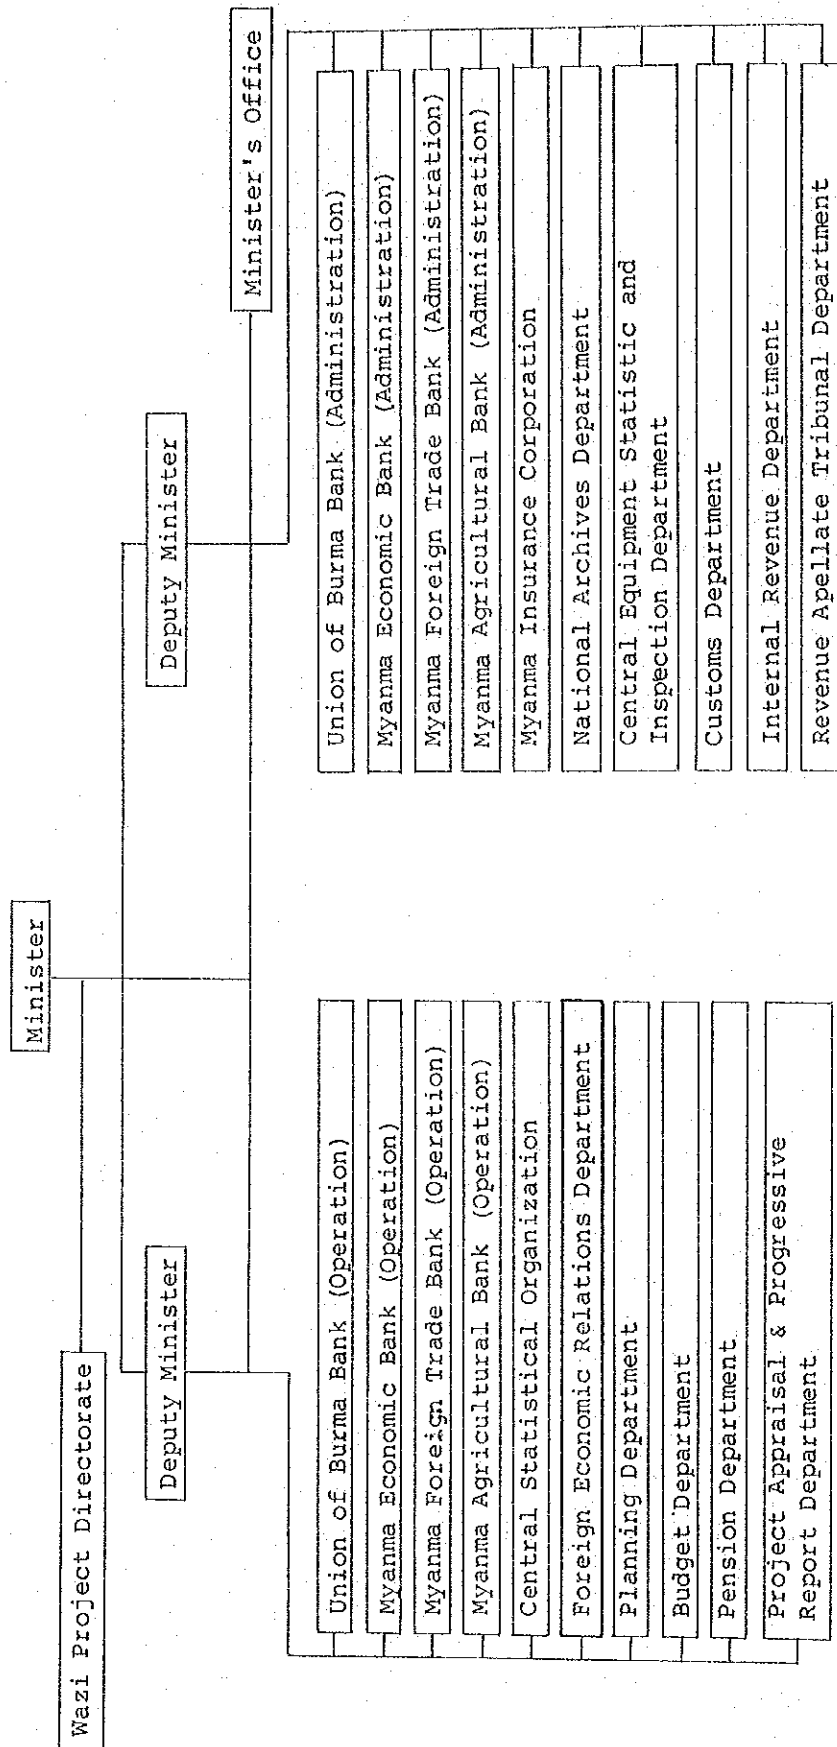 Minister
Wazi Project Directorate
Deputy Minister
Deputy Minister
Minister's Office
Union of Burma Bank (Operation)
Myanma Economic Bank (Operation)
Myanma Foreign Trade Bank (Operation)
Myanma Agricultural Bank (Operation)
Central Statistical Organization
Foreign Economic Relations Department
Planning Department
Budget Department
Pension Department
Project Appraisal & Progressive
Report Department
Union of Burma Bank (Administration)
Myanma Economic Bank (Administration)
Myanma Foreign Trade Bank (Administration)
Myanma Agricultural Bank (Administration)
Myanma Insurance Corporation
National Archives Department
Central Equipment Statistic and
Inspection Department
Customs Department
Internal Revenue Department
Revenue Apellate Tribunal Department